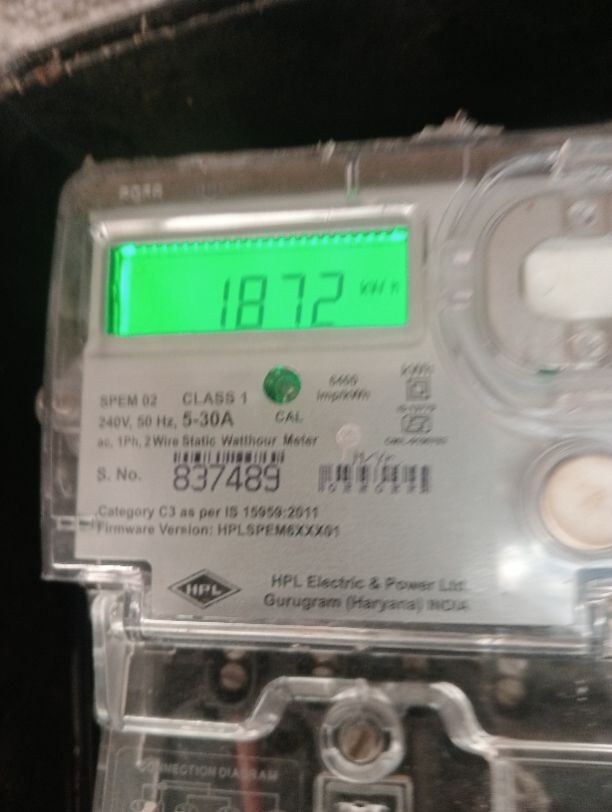 1872 kWh
SPEM 02 CLASS 1
imp/kWh
240V, 50 Hz, 5-30A CAL
ac, 1Ph, 2 Wire Static Watthour Meter
S. No. 837489
Category C3 as per IS 15959:2011
Firmware Version: HPLSPEM6XXX01
HPL
HPL Electric & Power Ltd.
Gurugram (Haryana) INDIA
CONNECTION DIAGRAM